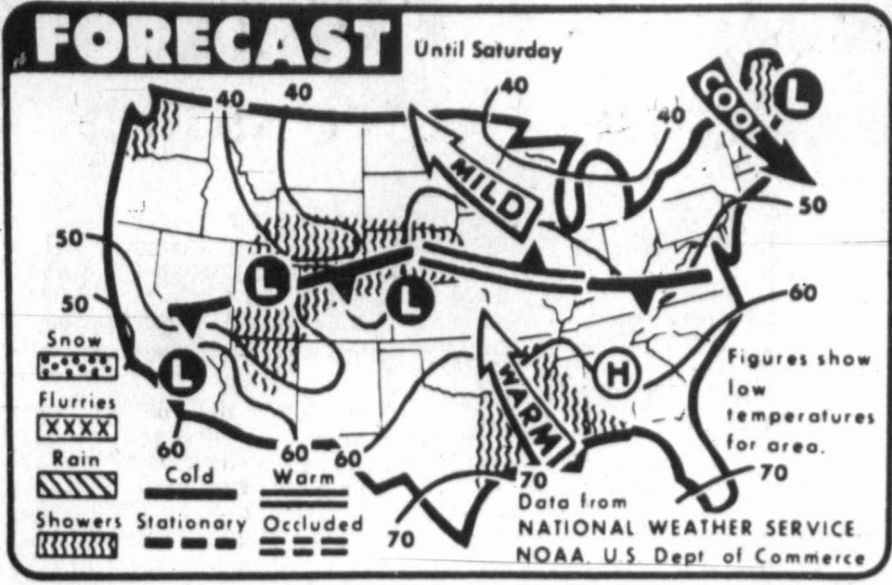 FORECAST
Until Saturday
40
40
40
40
COOL
L
MILD
50
50
50
60
L
L
L
H
WARM
Snow
Flurries
XXXX
Rain
Showers
Cold
Stationary
Warm
Occluded
60
60
60
70
70
70
Figures show
low
temperatures
for area.
Data from
NATIONAL WEATHER SERVICE
NOAA U.S. Dept of Commerce